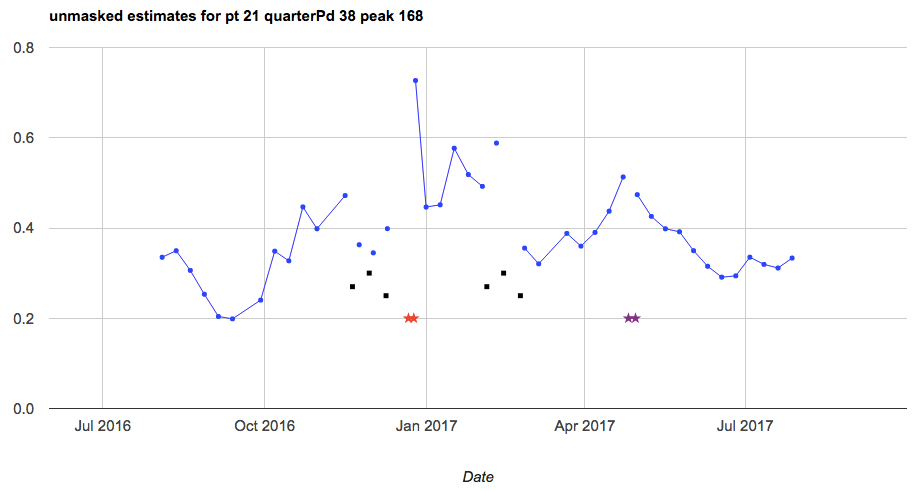 unmasked estimates for pt 21 quarterPd 38 peak 168
0.8
0.6
0.4
0.2
0.0
Jul 2016 Oct 2016 Jan 2017 Apr 2017 Jul 2017
Date